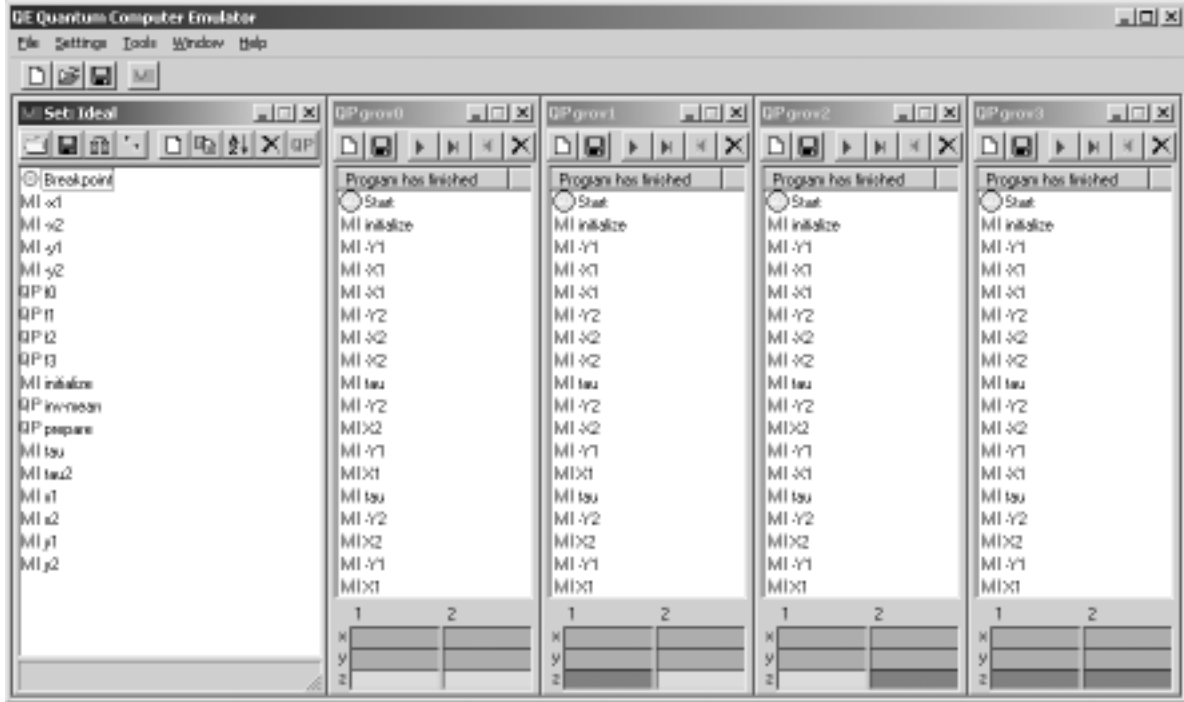 QE Quantum Computer Emulator
File Settings Tools Window Help
MI
MI Set: Ideal
QP
Breakpoint
MI -x1
MI -x2
MI -y1
MI -y2
QP f0
QP f1
QP f2
QP f3
MI initialize
QP inv-mean
QP prepare
MI tau
MI tau2
MI x1
MI x2
MI y1
MI y2
QP grov0
Program has finished
Start
MI initialize
MI -Y1
MI -X1
MI -X1
MI -Y2
MI -X2
MI -X2
MI tau
MI -Y2
MI X2
MI -Y1
MI X1
MI tau
MI -Y2
MI X2
MI -Y1
MI X1
1 2
x
y
z
QP grov1
Program has finished
Start
MI initialize
MI -Y1
MI -X1
MI -X1
MI -Y2
MI -X2
MI -X2
MI tau
MI -Y2
MI -X2
MI -Y1
MI X1
MI tau
MI -Y2
MI X2
MI -Y1
MI X1
1 2
x
y
z
QP grov2
Program has finished
Start
MI initialize
MI -Y1
MI -X1
MI -X1
MI -Y2
MI -X2
MI -X2
MI tau
MI -Y2
MI X2
MI -Y1
MI -X1
MI tau
MI -Y2
MI X2
MI -Y1
MI X1
1 2
x
y
z
QP grov3
Program has finished
Start
MI initialize
MI -Y1
MI -X1
MI -X1
MI -Y2
MI -X2
MI -X2
MI tau
MI -Y2
MI -X2
MI -Y1
MI -X1
MI tau
MI -Y2
MI X2
MI -Y1
MI X1
1 2
x
y
z